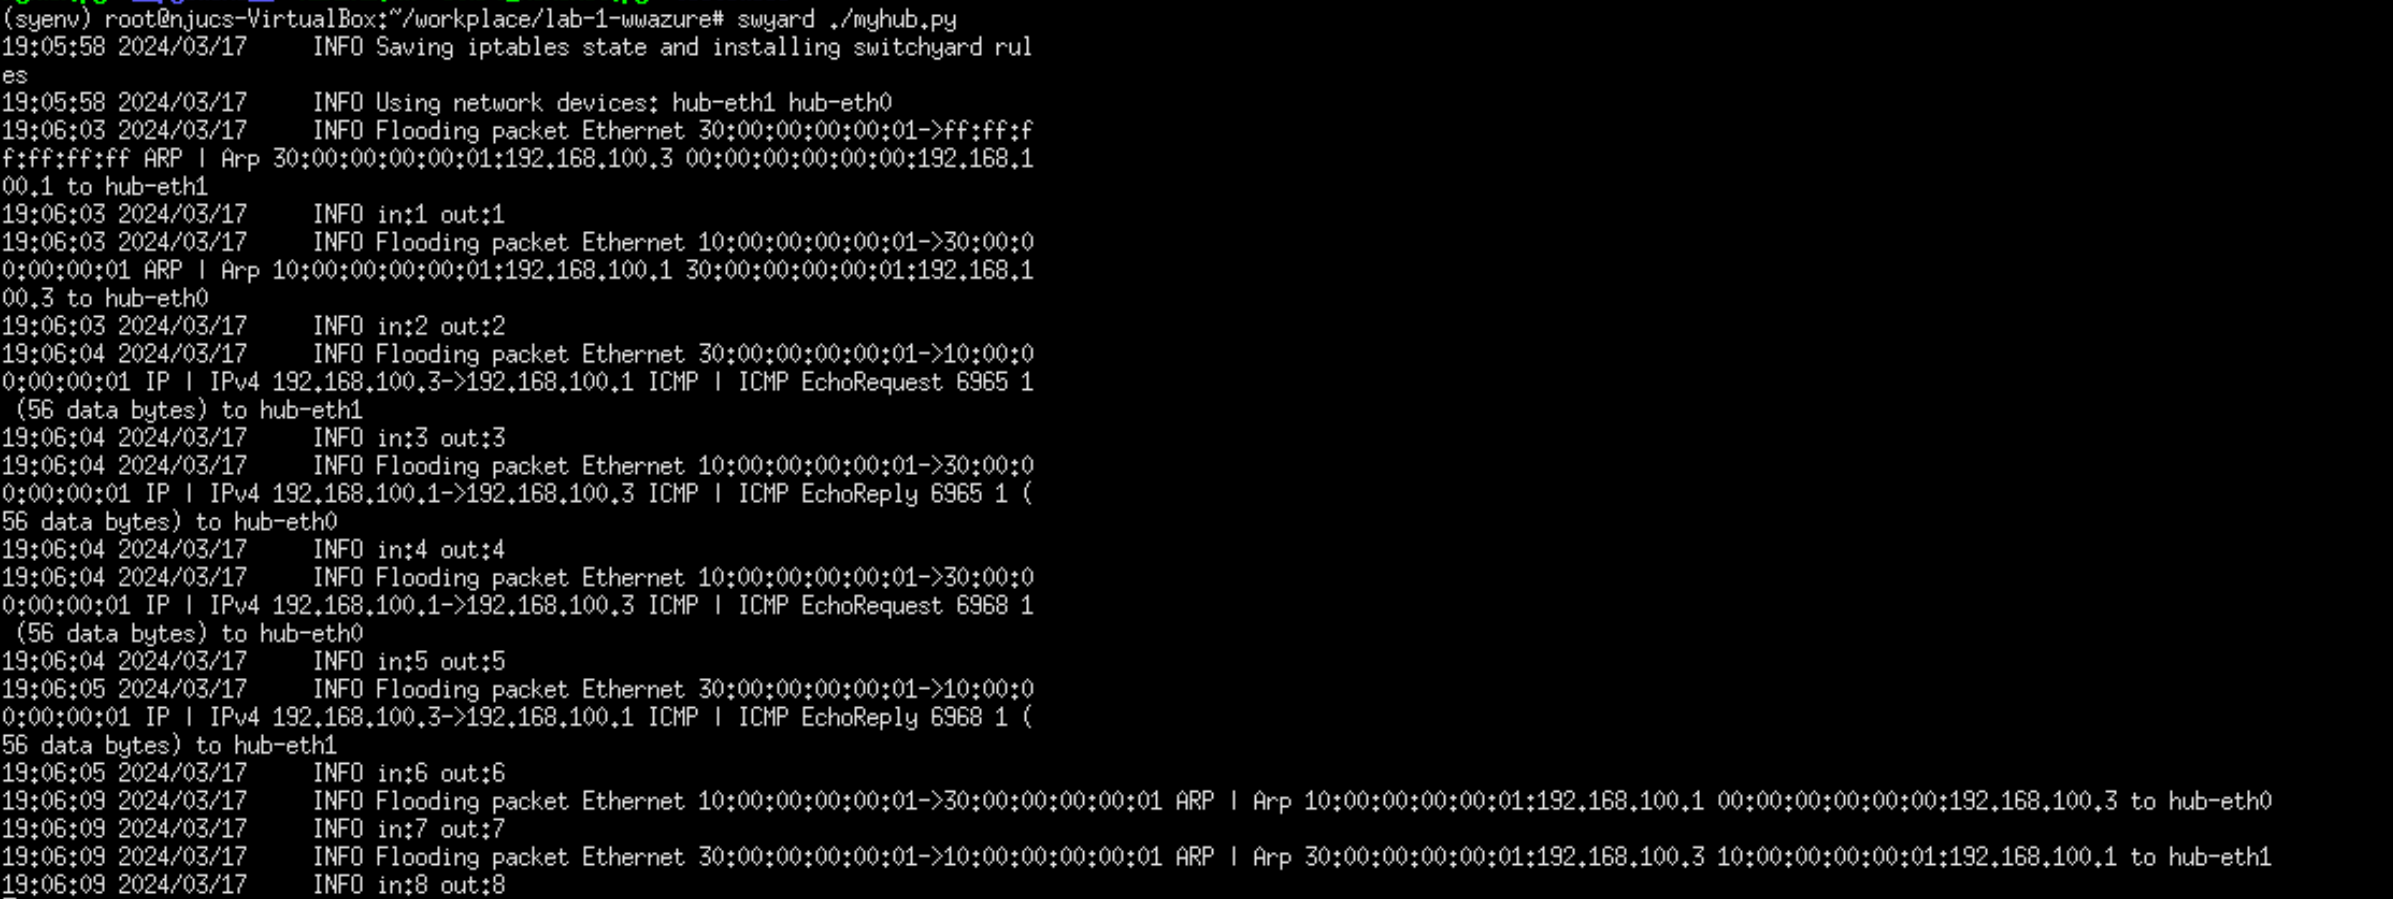 (syenv) root@njucs-VirtualBox:~/workplace/lab-1-wwazure# swyard ./myhub.py
19:05:58 2024/03/17     INFO Saving iptables state and installing switchyard rul
es
19:05:58 2024/03/17     INFO Using network devices: hub-eth1 hub-eth0
19:06:03 2024/03/17     INFO Flooding packet Ethernet 30:00:00:00:00:01->ff:ff:f
f:ff:ff:ff ARP | Arp 30:00:00:00:00:01:192.168.100.3 00:00:00:00:00:00:192.168.1
00.1 to hub-eth1
19:06:03 2024/03/17     INFO in:1 out:1
19:06:03 2024/03/17     INFO Flooding packet Ethernet 10:00:00:00:00:01->30:00:0
0:00:00:01 ARP | Arp 10:00:00:00:00:01:192.168.100.1 30:00:00:00:00:01:192.168.1
00.3 to hub-eth0
19:06:03 2024/03/17     INFO in:2 out:2
19:06:04 2024/03/17     INFO Flooding packet Ethernet 30:00:00:00:00:01->10:00:0
0:00:00:01 IP | IPv4 192.168.100.3->192.168.100.1 ICMP | ICMP EchoRequest 6965 1
 (56 data bytes) to hub-eth1
19:06:04 2024/03/17     INFO in:3 out:3
19:06:04 2024/03/17     INFO Flooding packet Ethernet 10:00:00:00:00:01->30:00:0
0:00:00:01 IP | IPv4 192.168.100.1->192.168.100.3 ICMP | ICMP EchoReply 6965 1 (
56 data bytes) to hub-eth0
19:06:04 2024/03/17     INFO in:4 out:4
19:06:04 2024/03/17     INFO Flooding packet Ethernet 10:00:00:00:00:01->30:00:0
0:00:00:01 IP | IPv4 192.168.100.1->192.168.100.3 ICMP | ICMP EchoRequest 6968 1
 (56 data bytes) to hub-eth0
19:06:04 2024/03/17     INFO in:5 out:5
19:06:05 2024/03/17     INFO Flooding packet Ethernet 30:00:00:00:00:01->10:00:0
0:00:00:01 IP | IPv4 192.168.100.3->192.168.100.1 ICMP | ICMP EchoReply 6968 1 (
56 data bytes) to hub-eth1
19:06:05 2024/03/17     INFO in:6 out:6
19:06:09 2024/03/17     INFO Flooding packet Ethernet 10:00:00:00:00:01->30:00:00:00:00:01 ARP | Arp 10:00:00:00:00:01:192.168.100.1 00:00:00:00:00:00:192.168.100.3 to hub-eth0
19:06:09 2024/03/17     INFO in:7 out:7
19:06:09 2024/03/17     INFO Flooding packet Ethernet 30:00:00:00:00:01->10:00:00:00:00:01 ARP | Arp 30:00:00:00:00:01:192.168.100.3 10:00:00:00:00:01:192.168.100.1 to hub-eth1
19:06:09 2024/03/17     INFO in:8 out:8